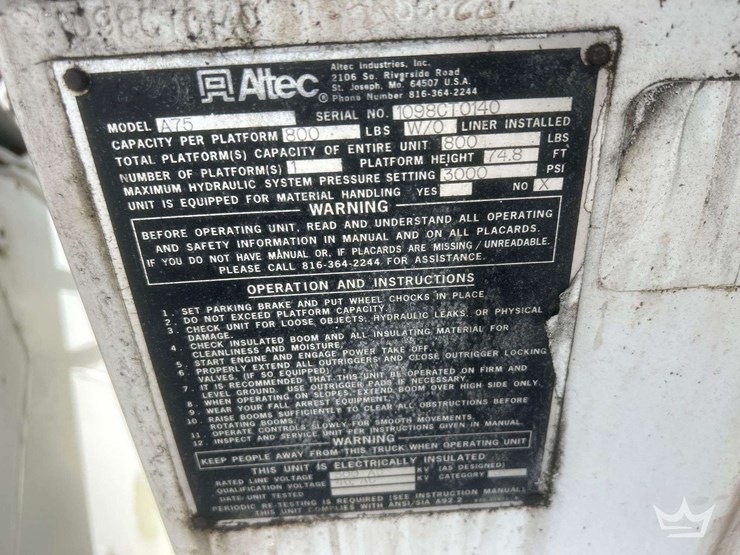 Altec
Altec Industries, Inc.
2106 So. Riverside Road
St. Joseph, Mo. 64507 U.S.A.
® Phone Number 816-364-2244
MODEL A75 SERIAL NO. 1098CT0140
CAPACITY PER PLATFORM 800 LBS W/O LINER INSTALLED
TOTAL PLATFORM(S) CAPACITY OF ENTIRE UNIT 800 LBS
NUMBER OF PLATFORM(S) 1 PLATFORM HEIGHT 74.8 FT
MAXIMUM HYDRAULIC SYSTEM PRESSURE SETTING 3000 PSI
UNIT IS EQUIPPED FOR MATERIAL HANDLING YES NO X
WARNING
BEFORE OPERATING UNIT, READ AND UNDERSTAND ALL OPERATING
AND SAFETY INFORMATION IN MANUAL AND ON ALL PLACARDS.
IF YOU DO NOT HAVE MANUAL OR, IF PLACARDS ARE MISSING / UNREADABLE,
PLEASE CALL 816-364-2244 FOR ASSISTANCE.
OPERATION AND INSTRUCTIONS
1. SET PARKING BRAKE AND PUT WHEEL CHOCKS IN PLACE
2. DO NOT EXCEED PLATFORM CAPACITY.
3. CHECK UNIT FOR LOOSE OBJECTS, HYDRAULIC LEAKS, OR PHYSICAL
DAMAGE.
4. CHECK INSULATED BOOM AND ALL INSULATING MATERIAL FOR
CLEANLINESS AND MOISTURE.
5. START ENGINE AND ENGAGE POWER TAKE OFF.
6. PROPERLY EXTEND ALL OUTRIGGERS AND CLOSE OUTRIGGER LOCKING
VALVES. (IF SO EQUIPPED)
7. IT IS RECOMMENDED THAT THIS UNIT BE OPERATED ON FIRM AND
LEVEL GROUND. USE OUTRIGGER PADS IF NECESSARY.
8. WHEN OPERATING ON SLOPES, EXTEND BOOM OVER HIGH SIDE ONLY.
9. WEAR YOUR FALL ARREST EQUIPMENT.
10. RAISE BOOMS SUFFICIENTLY TO CLEAR ALL OBSTRUCTIONS BEFORE
ROTATING BOOMS.
11. OPERATE CONTROLS SLOWLY FOR SMOOTH MOVEMENTS.
12. INSPECT AND SERVICE UNIT PER INSTRUCTIONS GIVEN IN MANUAL
WARNING
KEEP PEOPLE AWAY FROM THIS TRUCK WHEN OPERATING UNIT
THIS UNIT IS ELECTRICALLY INSULATED
RATED LINE VOLTAGE KV (AS DESIGNED)
QUALIFICATION VOLTAGE KV CATEGORY
DATE UNIT TESTED
PERIODIC RE-TESTING IS REQUIRED (SEE INSTRUCTION MANUAL)
THIS UNIT COMPLIES WITH ANSI/SIA A92.2